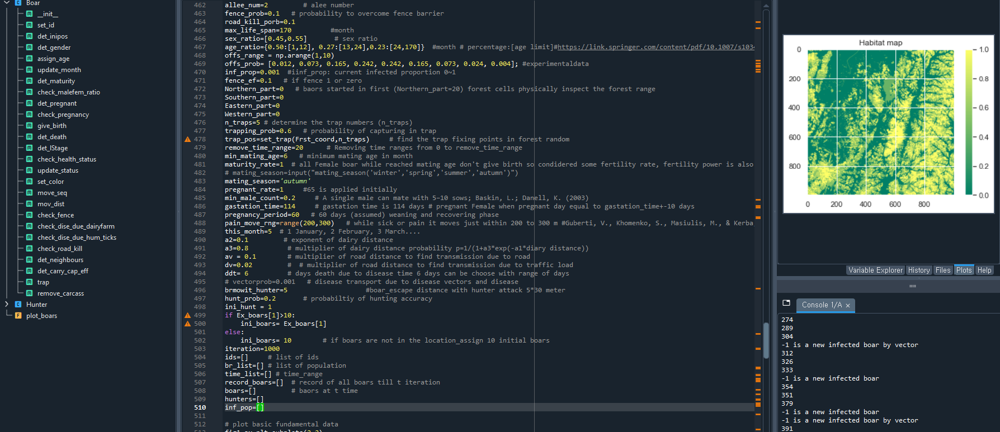 Boar
__init__
set_id
det_inipos
det_gender
assign_age
update_month
det_maturity
check_malefem_ratio
det_pregnant
check_pregnancy
give_birth
det_death
det_lStage
check_health_status
update_status
set_color
move_seq
mov_dist
check_fence
check_dise_due_dairyfarm
check_dise_due_hum_ticks
check_road_kill
det_neighbours
det_carry_cap_eff
trap
remove_carcass
Hunter
plot_boars
462 allee_num=2 # alee number
463 fence_prob=0.1 # probability to overcome fence barrier
464 road_kill_porb=0.1
465 max_life_span=170 #month
466 sex_ratio=[0.45,0.55] # sex ratio
467 age_ratio={0.50:[1,12], 0.27:[13,24],0.23:[24,170]} #month # percentage:[age limit]#https://link.springer.com/content/pdf/10.1007/s103
468 offs_range = np.arange(1,10)
469 offs_prob= [0.012, 0.073, 0.165, 0.242, 0.242, 0.165, 0.073, 0.024, 0.004]; #experimentaldata
470 inf_prop=0.001 #iinf_prop: current infected proportion 0~1
471 fence_ef=0.1 # if fence 1 or zero
472 Northern_part=0 # baors started in first (Northern_part=20) forest cells physically inspect the forest range
473 Southern_part=0
474 Eastern_part=0
475 Western_part=0
476 n_traps=5 # determine the trap numbers (n_traps)
477 trapping_prob=0.6 # probability of capturing in trap
478 trap_pos=set_trap(Frst_coord,n_traps) # find the trap fixing points in forest random
479 remove_time_range=20 # Removing time ranges from 0 to remove_time_range
480 min_mating_age=6 # minimum mating age in month
481 maturity_rate=1 # all Female boar while reached mating age don't give birth so condidered some fertility rate, fertility power is also
482 # mating_season=input("mating_season('winter','spring','summer','autumn')")
483 mating_season='autumn'
484 pregnant_rate=1 #65 is applied initially
485 min_male_count=0.2 # A single male can mate with 5–10 sows; Baskin, L.; Danell, K. (2003)
486 gastation_time=114 # gastation time is 114 days # pregnant Female when pregnant day equal to gastation_time+-10 days
487 pregnancy_period=60 # 60 days (assumed) weaning and recovering phase
488 pain_move_rng=range(200,300) # while sick or pain it moves just within 200 to 300 m #Guberti, V., Khomenko, S., Masiulis, M., & Kerba
489 this_month=5 # 1 January, 2 February, 3 March....
490 a2=0.1 # exponent of dairy distance
491 a3=0.8 # multiplier of dairy distance probability p=1/(1+a3*exp(-a1*diary distance))
492 av = 0.1 # multiplier of road distance to find transmission due to road
493 dv=0.02 # # multiplier of road distance to find transmission due to traffic load
494 ddt= 6 # days death due to disease time 6 days can be choose with range of days
495 # vectorprob=0.001 # disease transport due to disease vectors and disease
496 brmowit_hunter=5 #boar_escape distance with hunter attack 5*30 meter
497 hunt_prob=0.2 # probabiltiy of hunting accuracy
498 ini_hunt = 1
499 if Ex_boars[1]>10:
500 ini_boars= Ex_boars[1]
501 else:
502 ini_boars= 10 # if boars are not in the location_assign 10 initial boars
503 iteration=1000
504 ids=[] # list of ids
505 br_list=[] # list of population
506 time_list=[] # time_range
507 record_boars=[] # record of all boars till t iteration
508 boars=[] # baors at t time
509 hunters=[]
510 inf_pop=[]
511
512 # plot basic fundamental data
Habitat map
0
200
400
600
800
0 200 400 600 800
1.0
0.8
0.6
0.4
0.2
0.0
Variable Explorer History Files Plots Help
Console 1/A
274
289
304
-1 is a new infected boar by vector
312
326
333
-1 is a new infected boar
354
351
379
-1 is a new infected boar
-1 is a new infected boar by vector
391